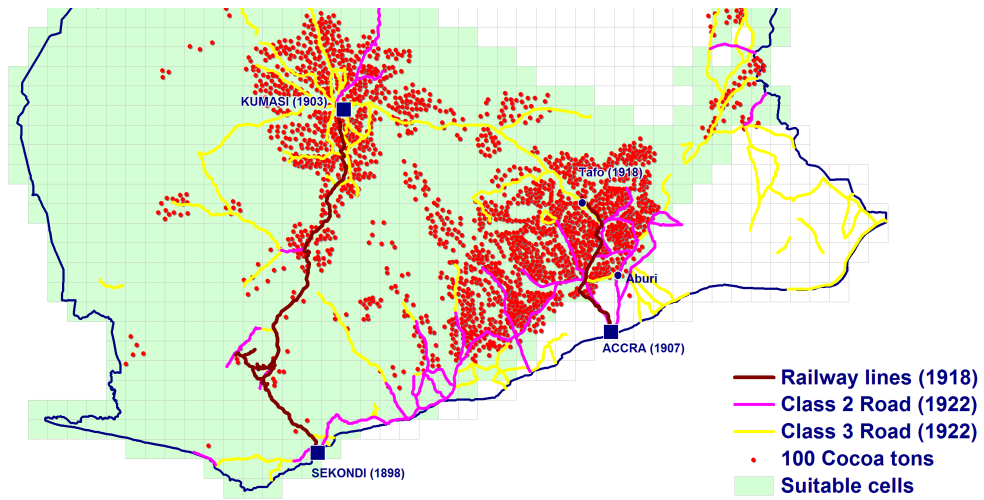 KUMASI (1903)
Tafo (1918)
Aburi
ACCRA (1907)
SEKONDI (1898)
Railway lines (1918)
Class 2 Road (1922)
Class 3 Road (1922)
100 Cocoa tons
Suitable cells